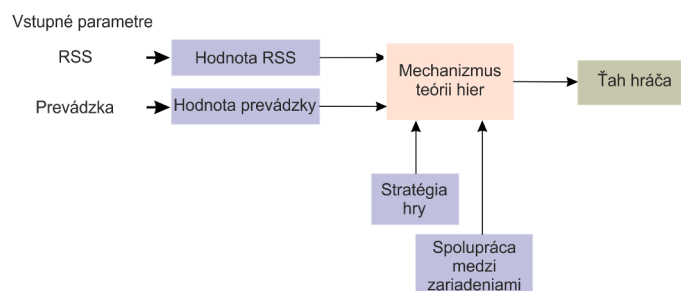 Vstupné parametre
RSS
Hodnota RSS
Prevádzka
Hodnota prevádzky
Mechanizmus
teórii hier
Ťah hráča
Stratégia
hry
Spolupráca
medzi
zariadeniami